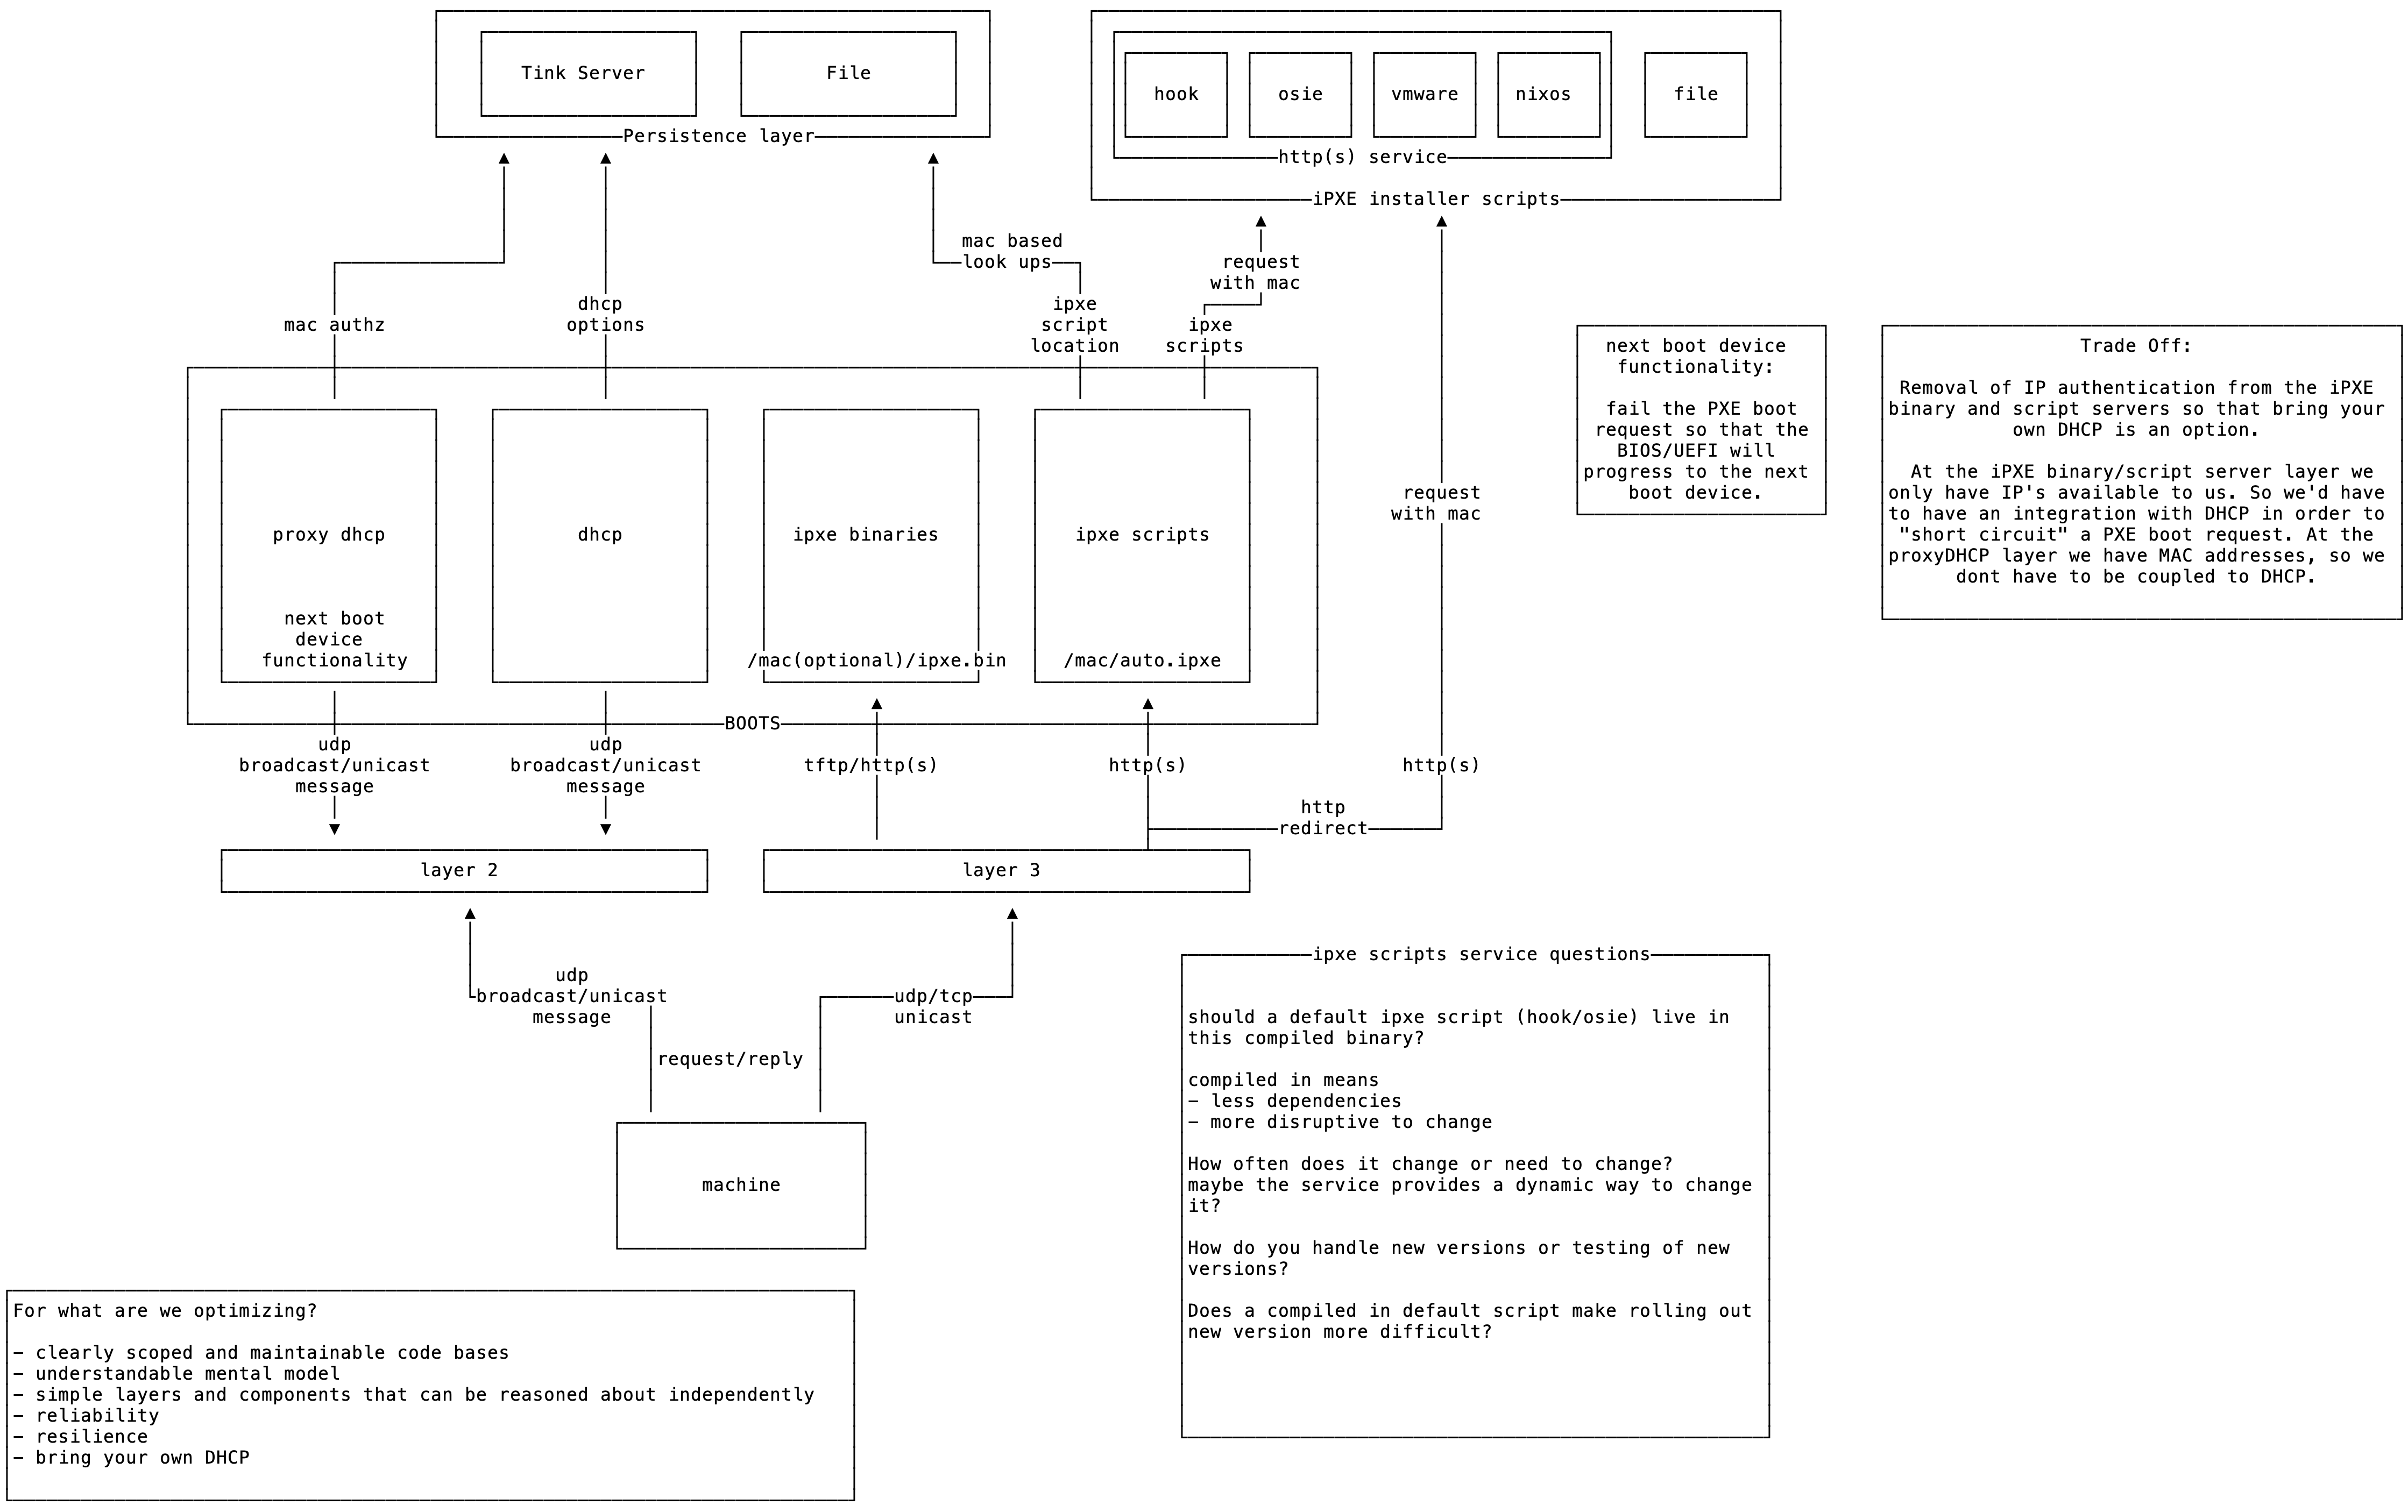 Tink Server
File
Persistence layer
hook
osie
vmware
nixos
file
http(s) service
iPXE installer scripts
mac authz
dhcp
options
mac based
look ups
ipxe
script
location
request
with mac
ipxe
scripts
request
with mac
proxy dhcp
next boot
device
functionality
dhcp
ipxe binaries
/mac(optional)/ipxe.bin
ipxe scripts
/mac/auto.ipxe
BOOTS
next boot device
functionality:
fail the PXE boot
request so that the
BIOS/UEFI will
progress to the next
boot device.
Trade Off:
Removal of IP authentication from the iPXE
binary and script servers so that bring your
own DHCP is an option.
At the iPXE binary/script server layer we
only have IP's available to us. So we'd have
to have an integration with DHCP in order to
"short circuit" a PXE boot request. At the
proxyDHCP layer we have MAC addresses, so we
dont have to be coupled to DHCP.
udp
broadcast/unicast
message
udp
broadcast/unicast
message
tftp/http(s)
http(s)
http(s)
http
redirect
layer 2
layer 3
udp
broadcast/unicast
message
udp/tcp
unicast
request/reply
machine
ipxe scripts service questions
should a default ipxe script (hook/osie) live in
this compiled binary?
compiled in means
- less dependencies
- more disruptive to change
How often does it change or need to change?
maybe the service provides a dynamic way to change
it?
How do you handle new versions or testing of new
versions?
Does a compiled in default script make rolling out
new version more difficult?
For what are we optimizing?
- clearly scoped and maintainable code bases
- understandable mental model
- simple layers and components that can be reasoned about independently
- reliability
- resilience
- bring your own DHCP